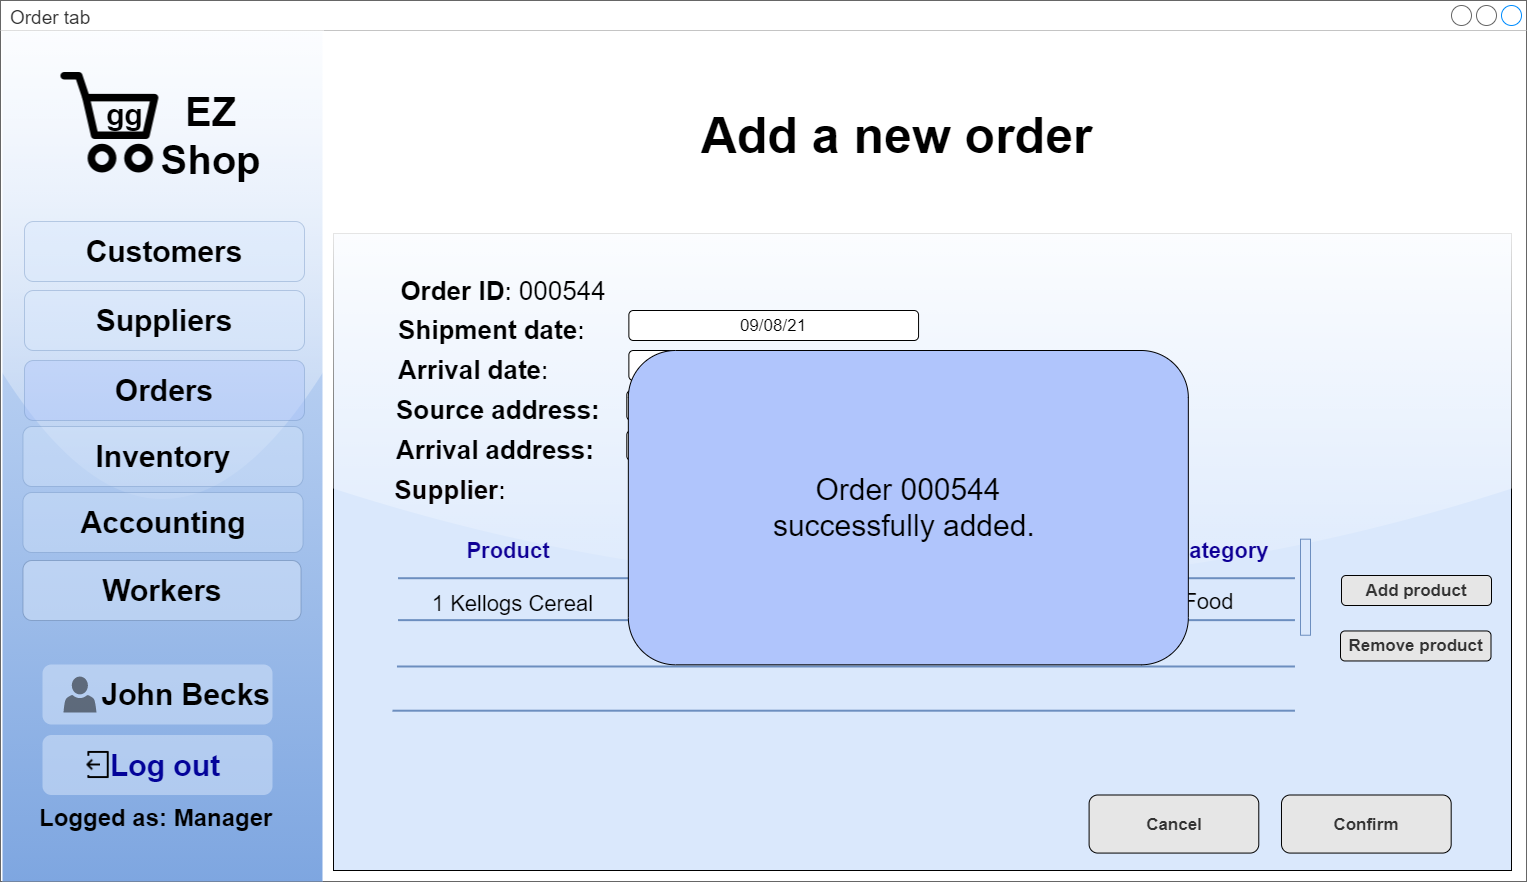 Order tab
gg
EZ
Shop
Customers
Suppliers
Orders
Inventory
Accounting
Workers
John Becks
Log out
Logged as: Manager
Add a new order
Order ID: 000544
Shipment date: 09/08/21
Arrival date:
Source address:
Arrival address:
Supplier:
Order 000544
successfully added.
Product ategory
1 Kellogs Cereal Food
Add product
Remove product
Cancel Confirm